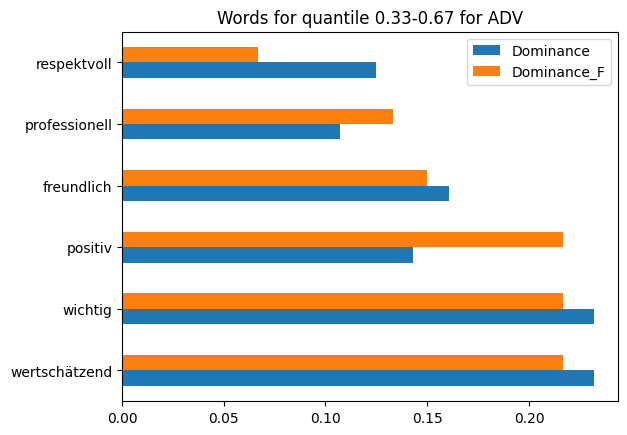 Words for quantile 0.33-0.67 for ADV
Dominance
Dominance_F
respektvoll
professionell
freundlich
positiv
wichtig
wertschätzend
0.00 0.05 0.10 0.15 0.20